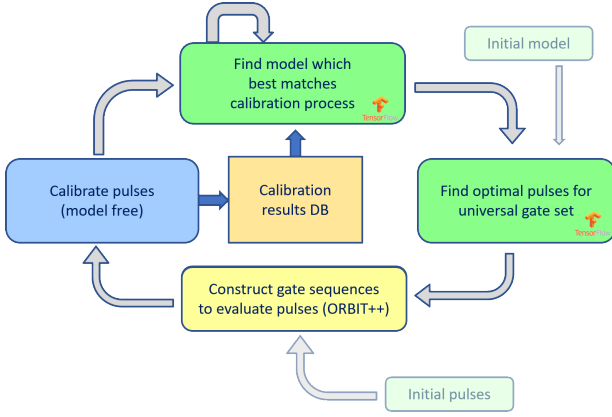 Find model which
best matches
calibration process
TensorFlow
Initial model
Calibrate pulses
(model free)
Calibration
results DB
Find optimal pulses for
universal gate set
TensorFlow
Construct gate sequences
to evaluate pulses (ORBIT++)
Initial pulses